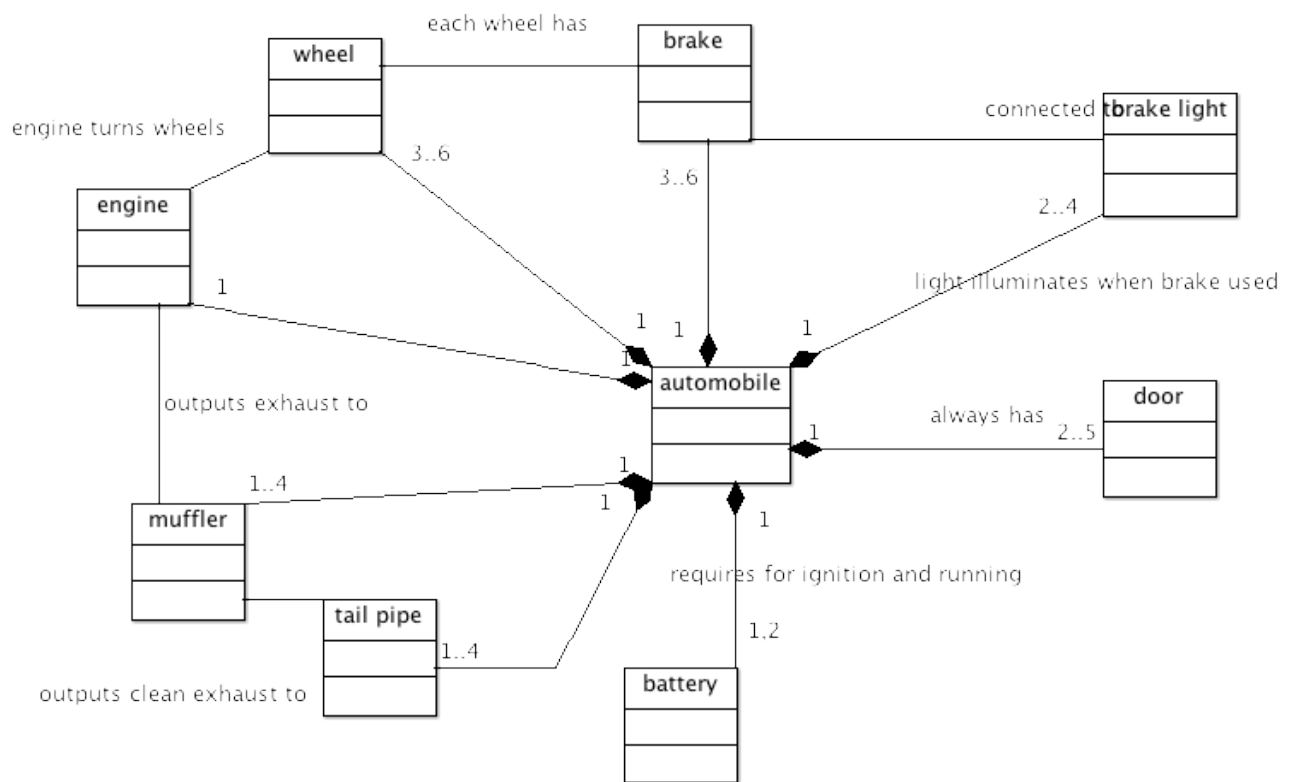 each wheel has
brake
wheel
brake light
connected to
engine turns wheels
3..6
3..6
engine
2..4
1
light illuminates when brake used
1
1
1
1
automobile
door
outputs exhaust to
always has
1
2..5
1..4
1
1
muffler
1
requires for ignition and running
tail pipe
1,2
1..4
outputs clean exhaust to
battery